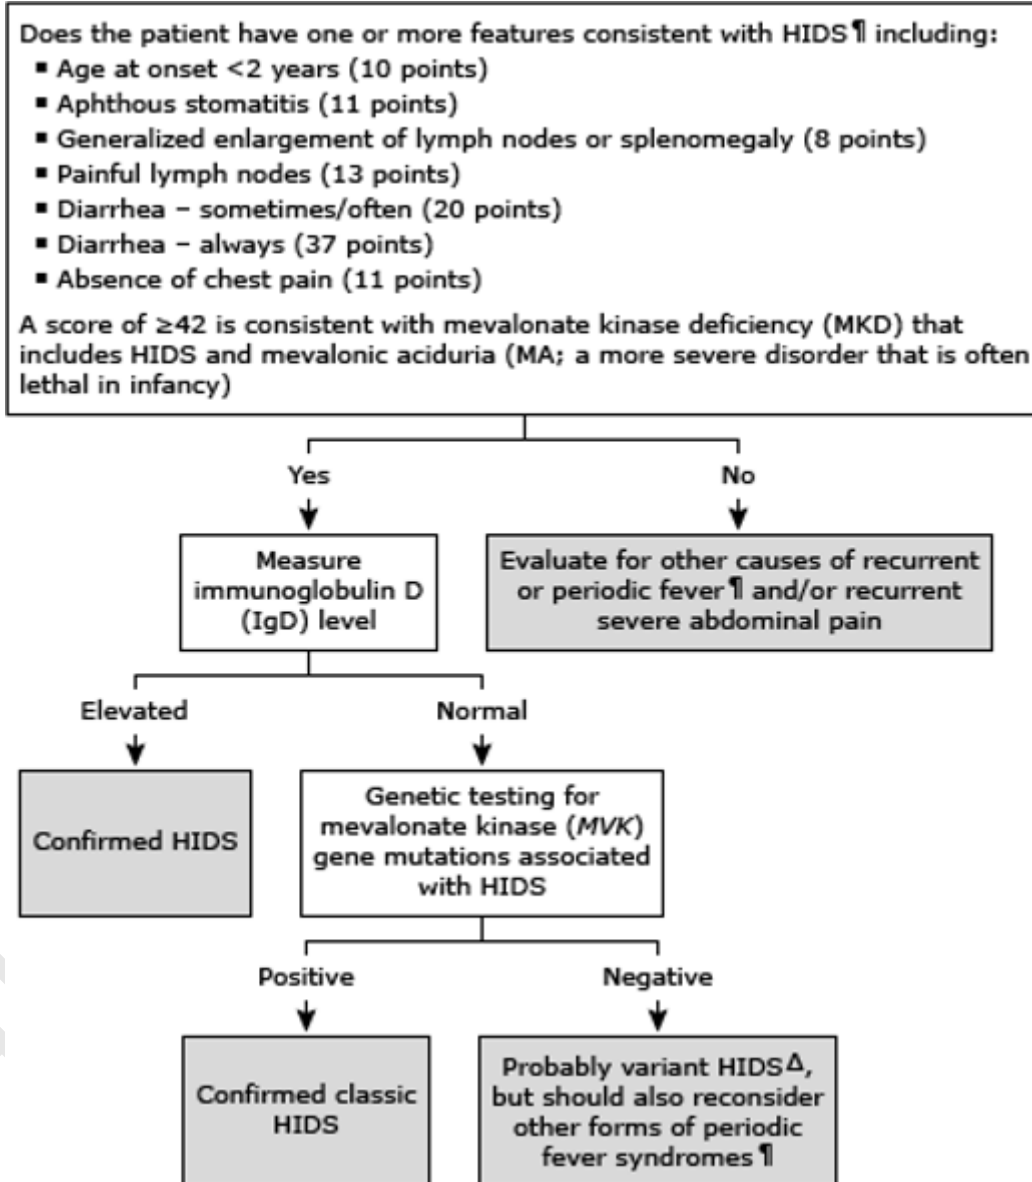 Does the patient have one or more features consistent with HIDS¶ including:
▪ Age at onset <2 years (10 points)
▪ Aphthous stomatitis (11 points)
▪ Generalized enlargement of lymph nodes or splenomegaly (8 points)
▪ Painful lymph nodes (13 points)
▪ Diarrhea – sometimes/often (20 points)
▪ Diarrhea – always (37 points)
▪ Absence of chest pain (11 points)
A score of ≥42 is consistent with mevalonate kinase deficiency (MKD) that
includes HIDS and mevalonic aciduria (MA; a more severe disorder that is often
lethal in infancy)
Yes
No
Measure
immunoglobulin D
(IgD) level
Evaluate for other causes of recurrent
or periodic fever¶ and/or recurrent
severe abdominal pain
Elevated
Normal
Confirmed HIDS
Genetic testing for
mevalonate kinase (MVK)
gene mutations associated
with HIDS
Positive
Negative
Confirmed classic
HIDS
Probably variant HIDSΔ,
but should also reconsider
other forms of periodic
fever syndromes¶